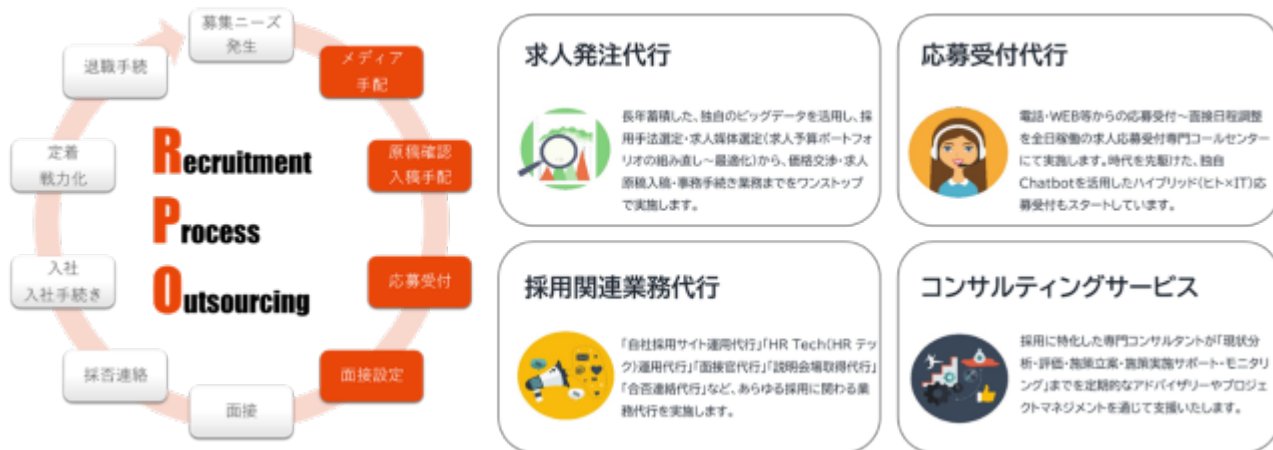 募集ニーズ
発生
メディア
手配
原稿確認
入稿手配
応募受付
面接設定
面接
採否連絡
入社
入社手続き
定着
戦力化
退職手続
Recruitment
Process
Outsourcing
求人発注代行
長年蓄積した、独自のビッグデータを活用し、採
用手法選定・求人媒体選定(求人予算ポートフォ
リオの組み直し～最適化)から、価格交渉・求人
原稿入稿・事務手続き業務までをワンストップ
で実施します。
応募受付代行
電話・WEB等からの応募受付～面接日程調整
を全日稼働の求人応募受付専門コールセンター
にて実施します。時代を先駆けた、独自
Chatbotを活用したハイブリッド(ヒト×IT)応
募受付もスタートしています。
採用関連業務代行
「自社採用サイト運用代行」「HR Tech(HR テッ
ク)運用代行」「面接官代行」「説明会場取得代行」
「合否連絡代行」など、あらゆる採用に関わる業
務代行を実施します。
コンサルティングサービス
採用に特化した専門コンサルタントが「現状分
析・評価・施策立案・施策実施サポート・モニタリ
ング」までを定期的なアドバイザリーやプロジェ
クトマネジメントを通じて支援いたします。